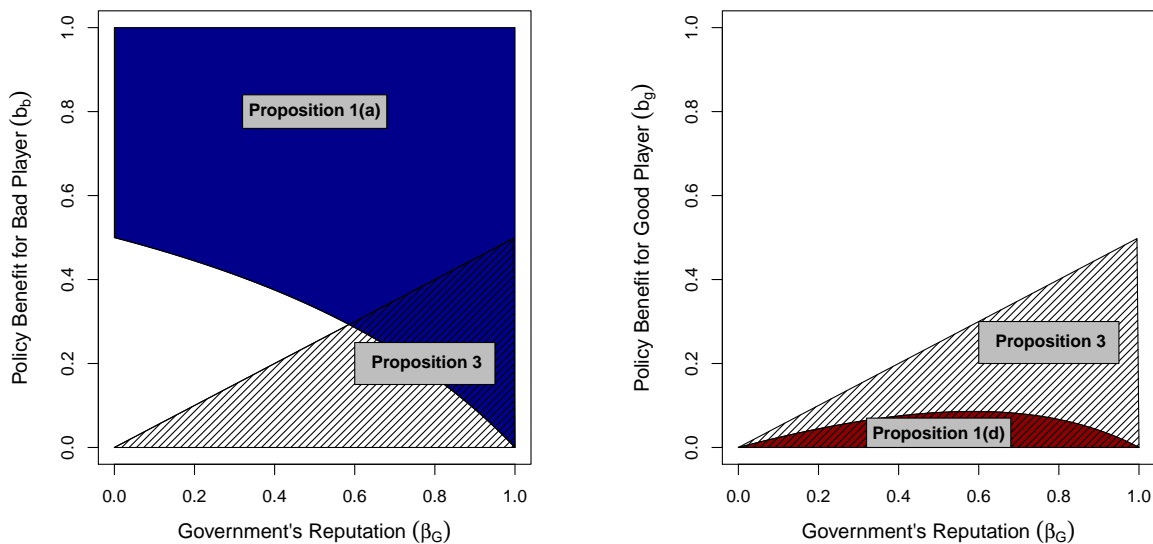 Policy Benefit for Bad Player (b_b)
1.0
0.8
0.6
0.4
0.2
0.0
Proposition 1(a)
Proposition 3
0.0 0.2 0.4 0.6 0.8 1.0
Government's Reputation (β_G)
Policy Benefit for Good Player (b_g)
1.0
0.8
0.6
0.4
0.2
0.0
Proposition 3
Proposition 1(d)
0.0 0.2 0.4 0.6 0.8 1.0
Government's Reputation (β_G)